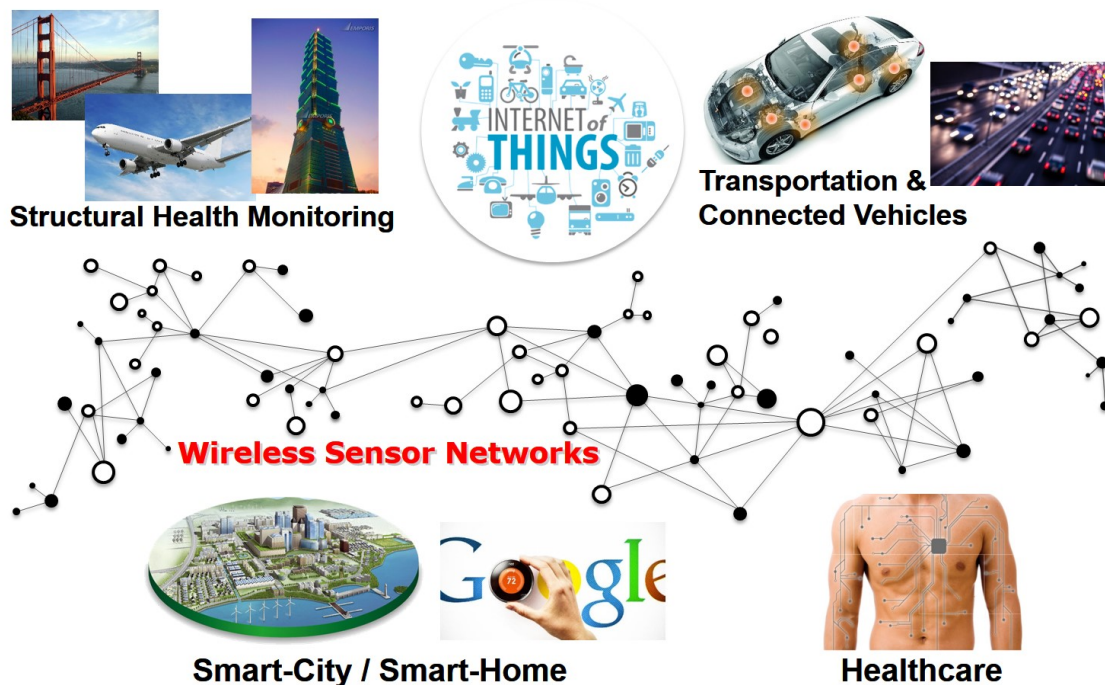 INTERNET of
THINGS
Structural Health Monitoring
Transportation &
Connected Vehicles
Wireless Sensor Networks
Google
72
Smart-City / Smart-Home
Healthcare